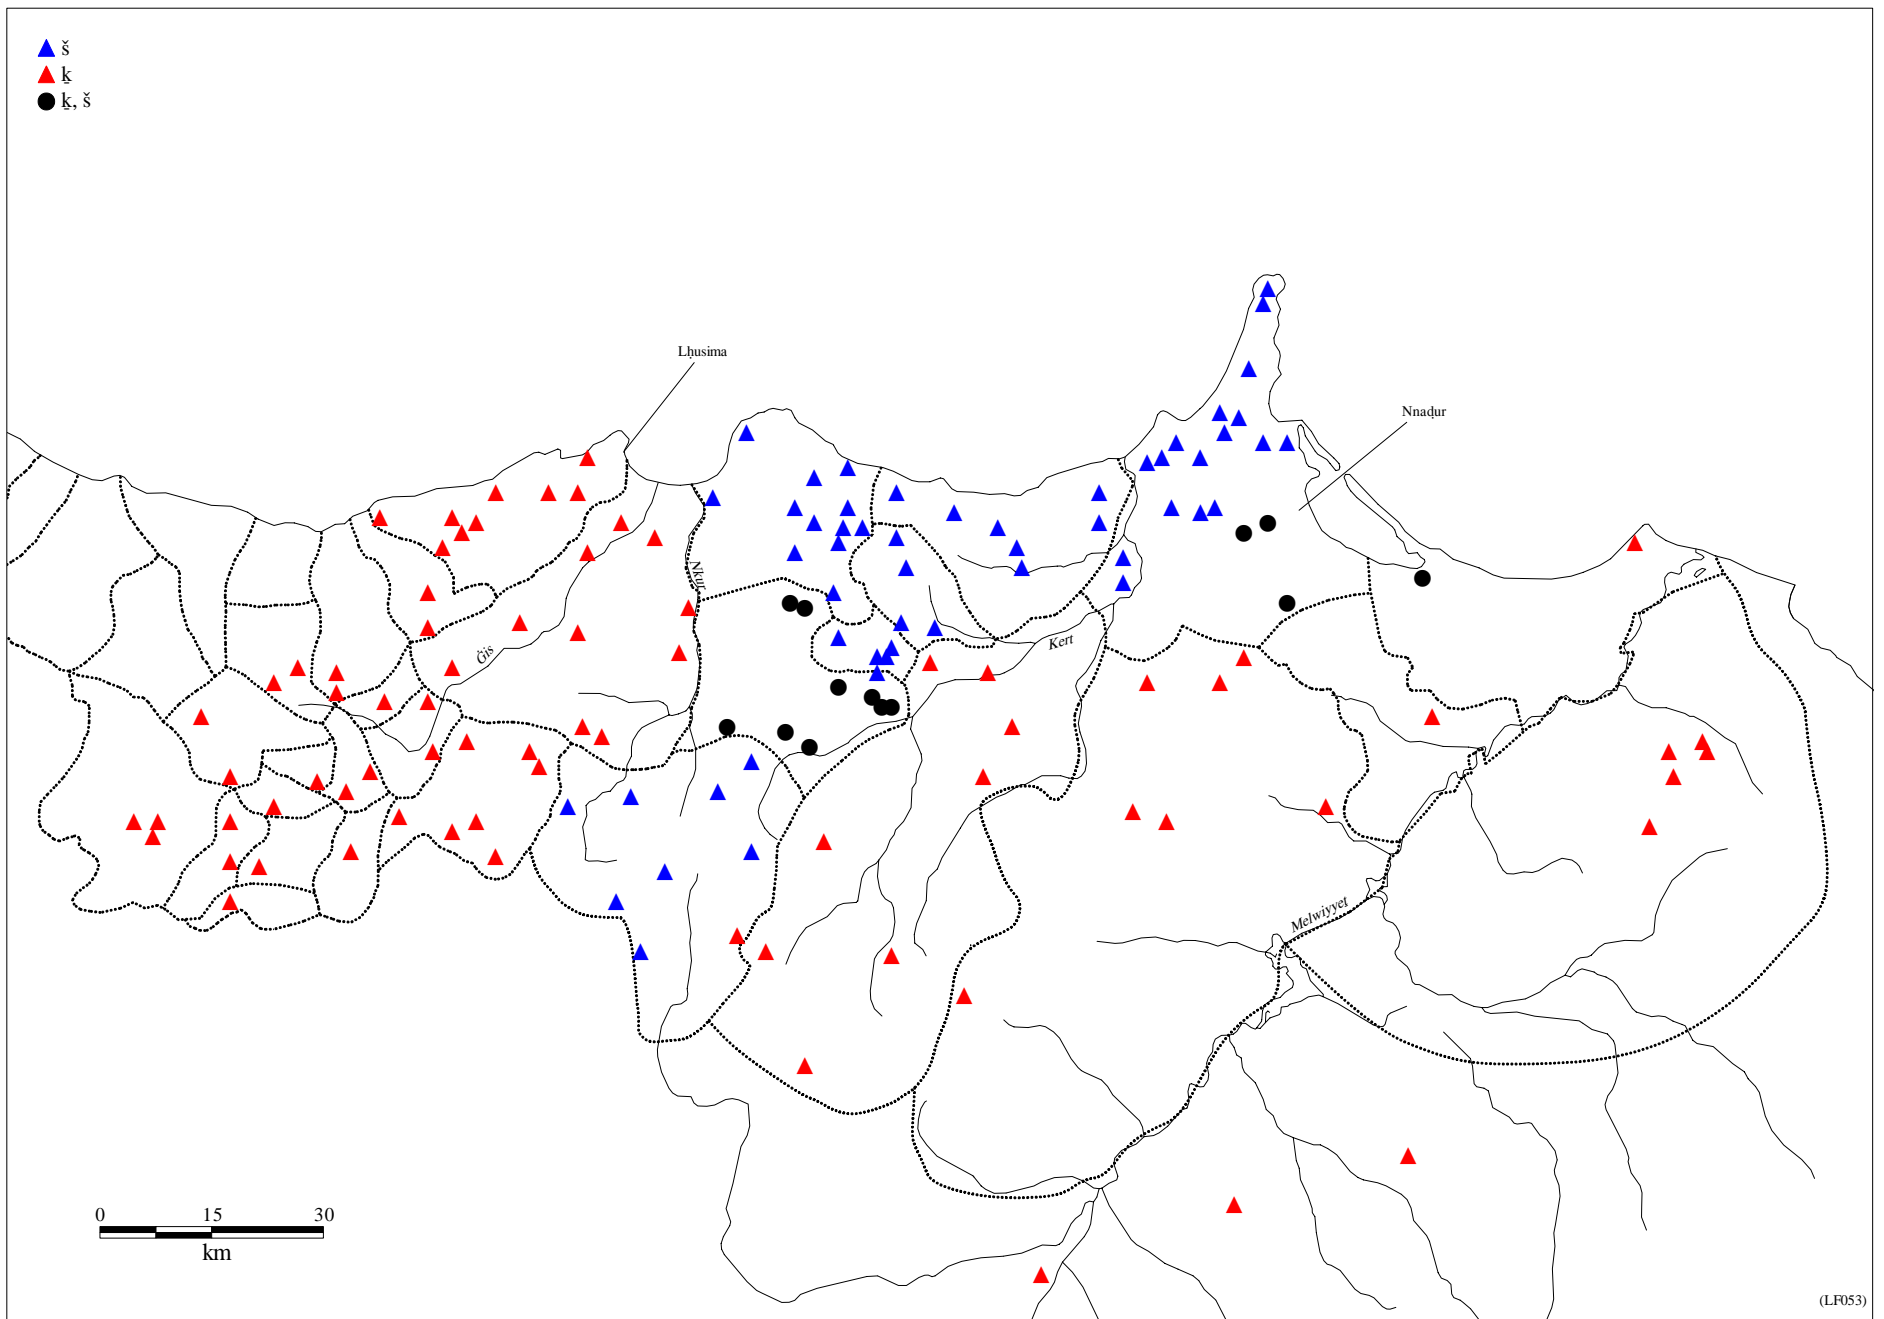 š
ḵ
ḵ, š
Lḥusima
Nnaḍur
Nkur
Ġis
Kert
Melwiyyet
0 15 30
km
(LF053)